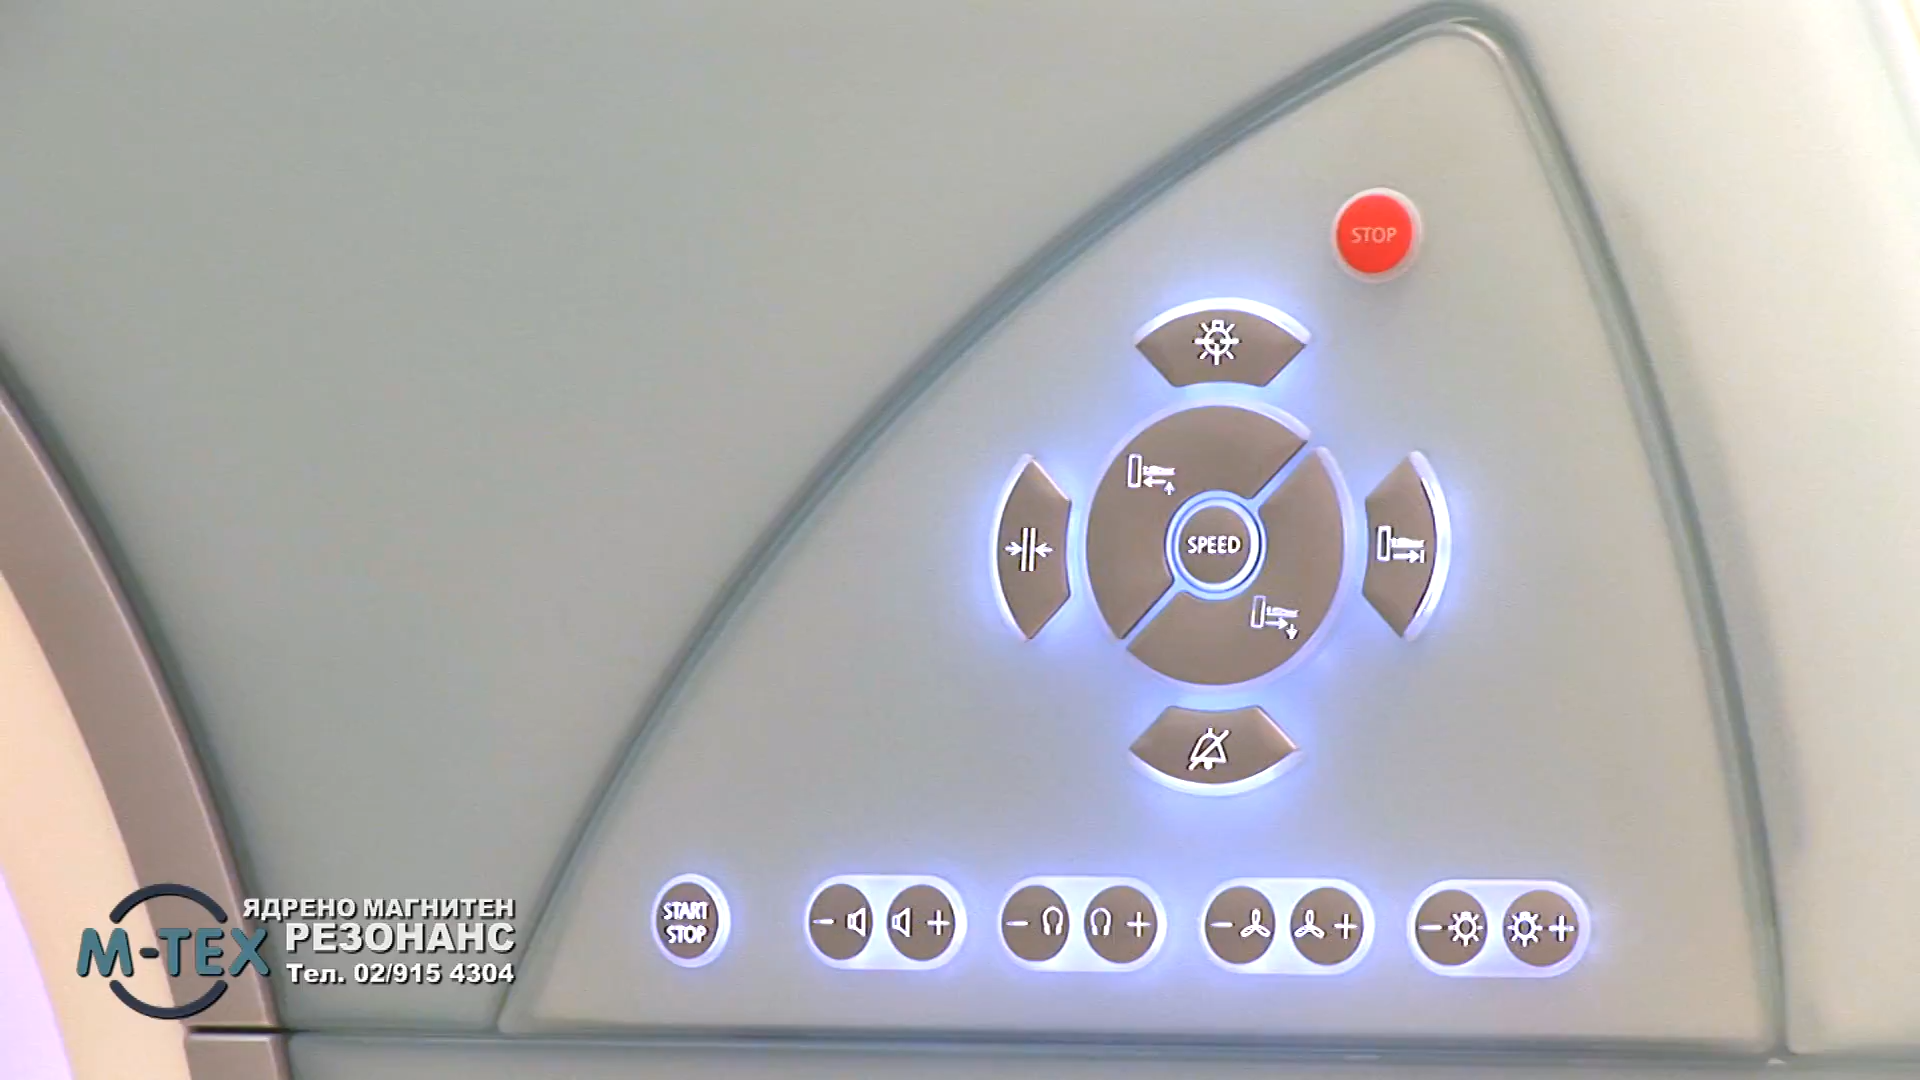 STOP
SPEED
START
STOP
M-TEX
ЯДРЕНО МАГНИТЕН
РЕЗОНАНС
Тел. 02/915 4304